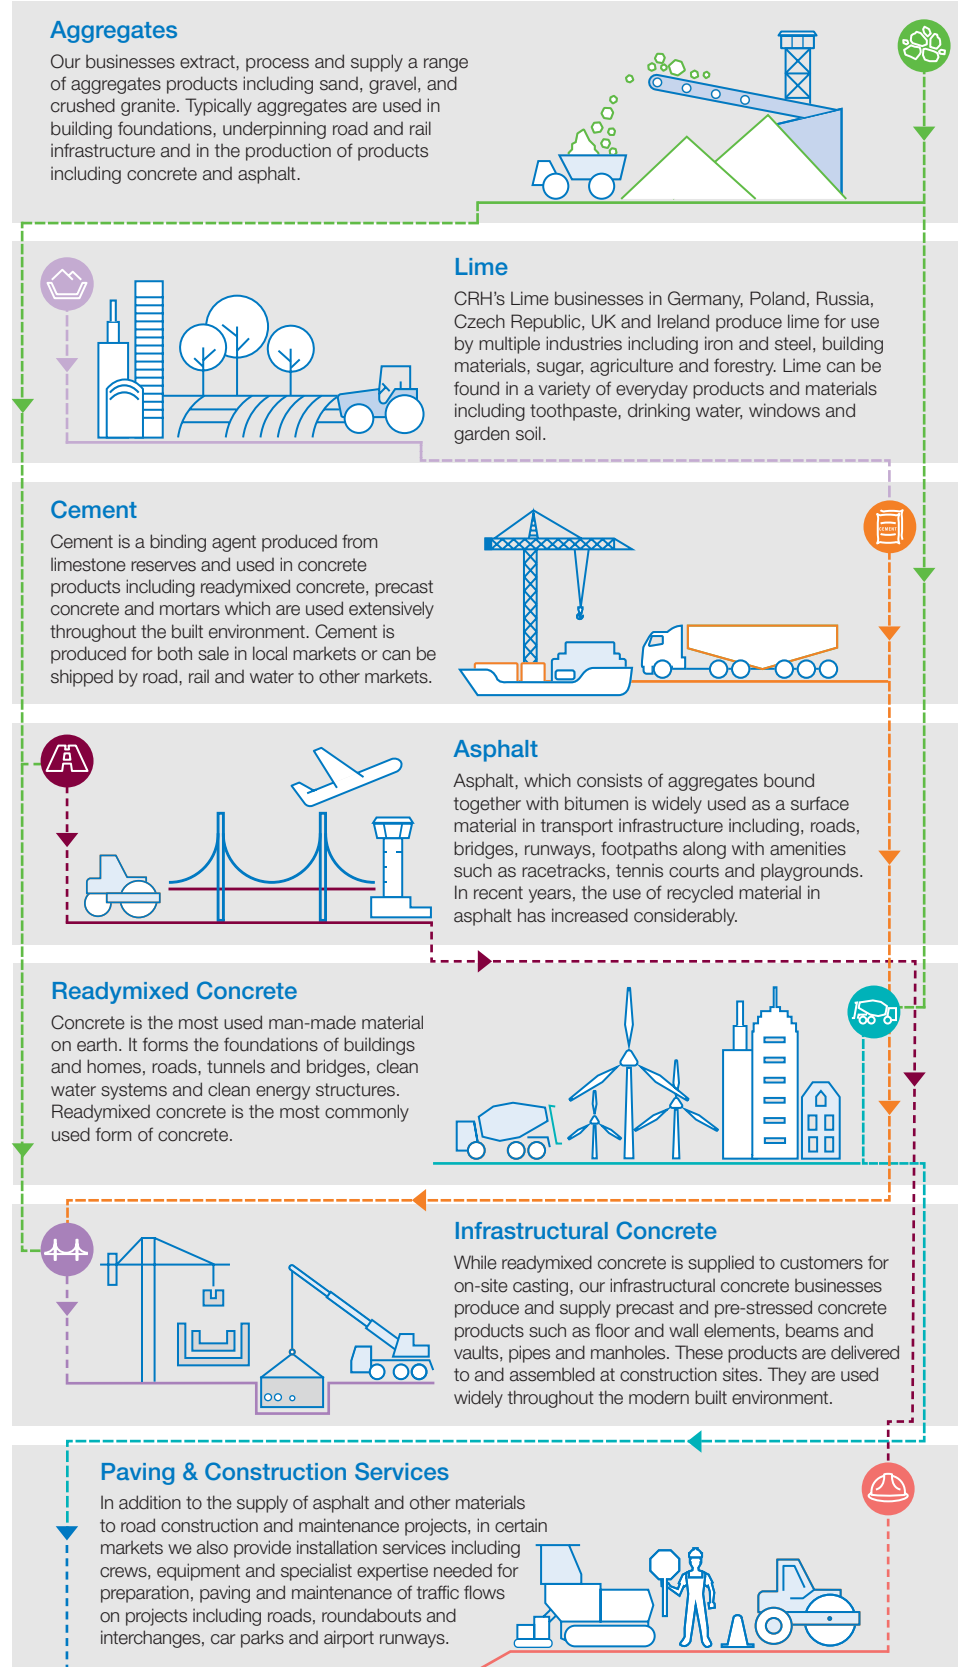 Aggregates
Our businesses extract, process and supply a range
of aggregates products including sand, gravel, and
crushed granite. Typically aggregates are used in
building foundations, underpinning road and rail
infrastructure and in the production of products
including concrete and asphalt.
Lime
CRH's Lime businesses in Germany, Poland, Russia,
Czech Republic, UK and Ireland produce lime for use
by multiple industries including iron and steel, building
materials, sugar, agriculture and forestry. Lime can be
found in a variety of everyday products and materials
including toothpaste, drinking water, windows and
garden soil.
Cement
Cement is a binding agent produced from
limestone reserves and used in concrete
products including readymixed concrete, precast
concrete and mortars which are used extensively
throughout the built environment. Cement is
produced for both sale in local markets or can be
shipped by road, rail and water to other markets.
CEMENT
Asphalt
Asphalt, which consists of aggregates bound
together with bitumen is widely used as a surface
material in transport infrastructure including, roads,
bridges, runways, footpaths along with amenities
such as racetracks, tennis courts and playgrounds.
In recent years, the use of recycled material in
asphalt has increased considerably.
Readymixed Concrete
Concrete is the most used man-made material
on earth. It forms the foundations of buildings
and homes, roads, tunnels and bridges, clean
water systems and clean energy structures.
Readymixed concrete is the most commonly
used form of concrete.
Infrastructural Concrete
While readymixed concrete is supplied to customers for
on-site casting, our infrastructural concrete businesses
produce and supply precast and pre-stressed concrete
products such as floor and wall elements, beams and
vaults, pipes and manholes. These products are delivered
to and assembled at construction sites. They are used
widely throughout the modern built environment.
Paving & Construction Services
In addition to the supply of asphalt and other materials
to road construction and maintenance projects, in certain
markets we also provide installation services including
crews, equipment and specialist expertise needed for
preparation, paving and maintenance of traffic flows
on projects including roads, roundabouts and
interchanges, car parks and airport runways.